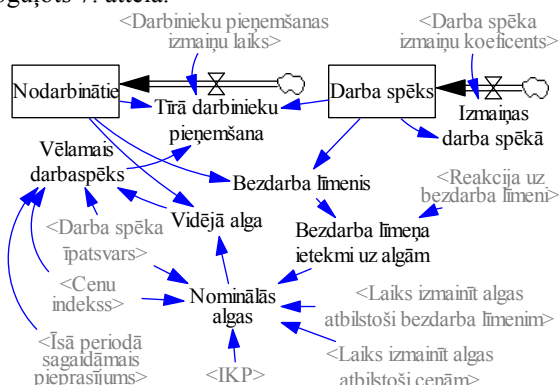 <Darbinieku pieņemšanas
izmaiņu laiks>
<Darba spēka
izmaiņu koeficents>
Nodarbinātie
Darba spēks
Tīrā darbinieku
pieņemšana
Izmaiņas
darba spēkā
Vēlamais
darbaspēks
Bezdarba līmenis
<Reakcija uz
bezdarba līmeni>
Vidējā alga
<Darba spēka
īpatsvars>
Bezdarba līmeņa
ietekmi uz algām
<Cenu
indekss>
Nominālās
algas
<Laiks izmainīt algas
atbilstoši bezdarba līmenim>
<Īsā periodā
sagaidāmais
pieprasījums>
<IKP>
<Laiks izmainīt algas
atbilstoši cenām>